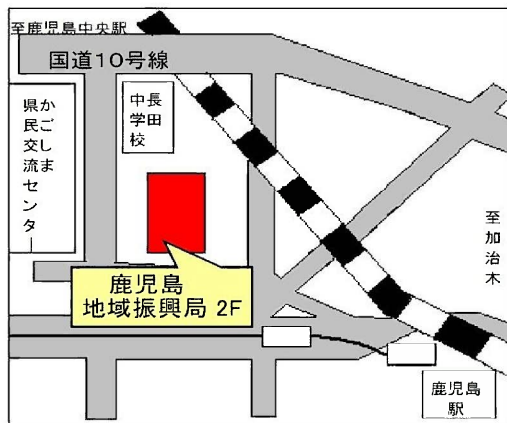 至鹿児島中央駅
国道10号線
長田
中学校
かごしま
県民交流センター
鹿児島
地域振興局 2F
至加治木
鹿児島
駅